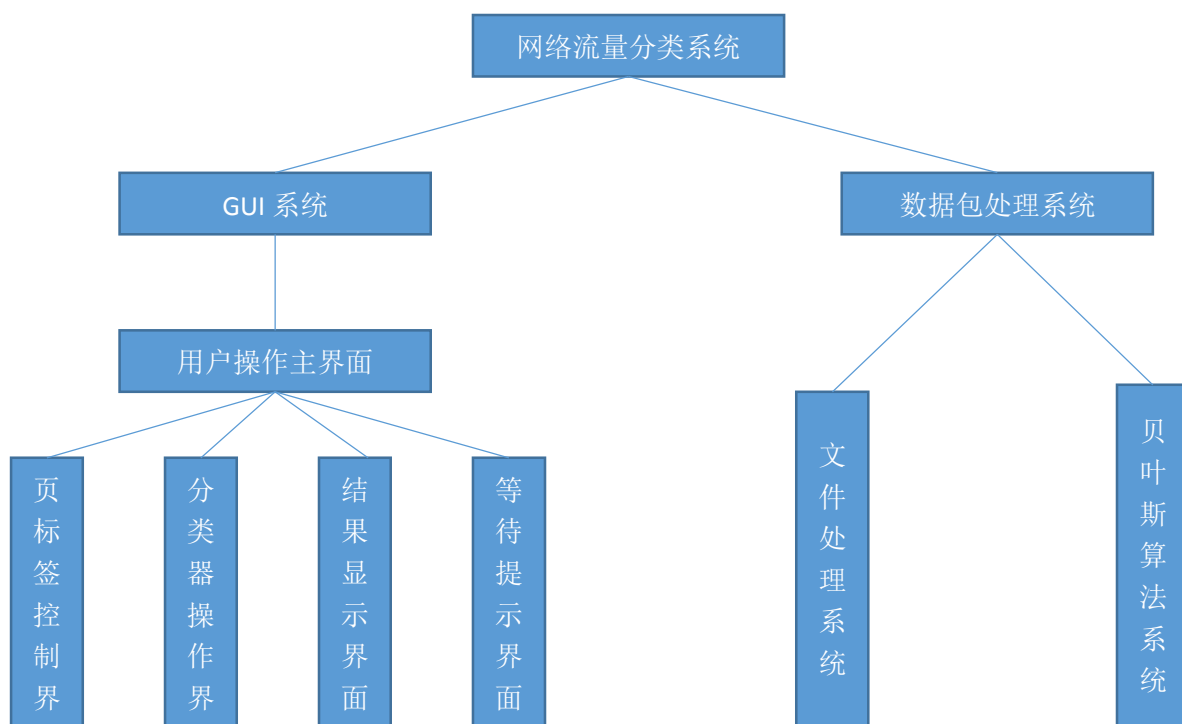 网络流量分类系统
GUI 系统
数据包处理系统
用户操作主界面
页标签控制界
分类器操作界
结果显示界面
等待提示界面
文件处理系统
贝叶斯算法系统